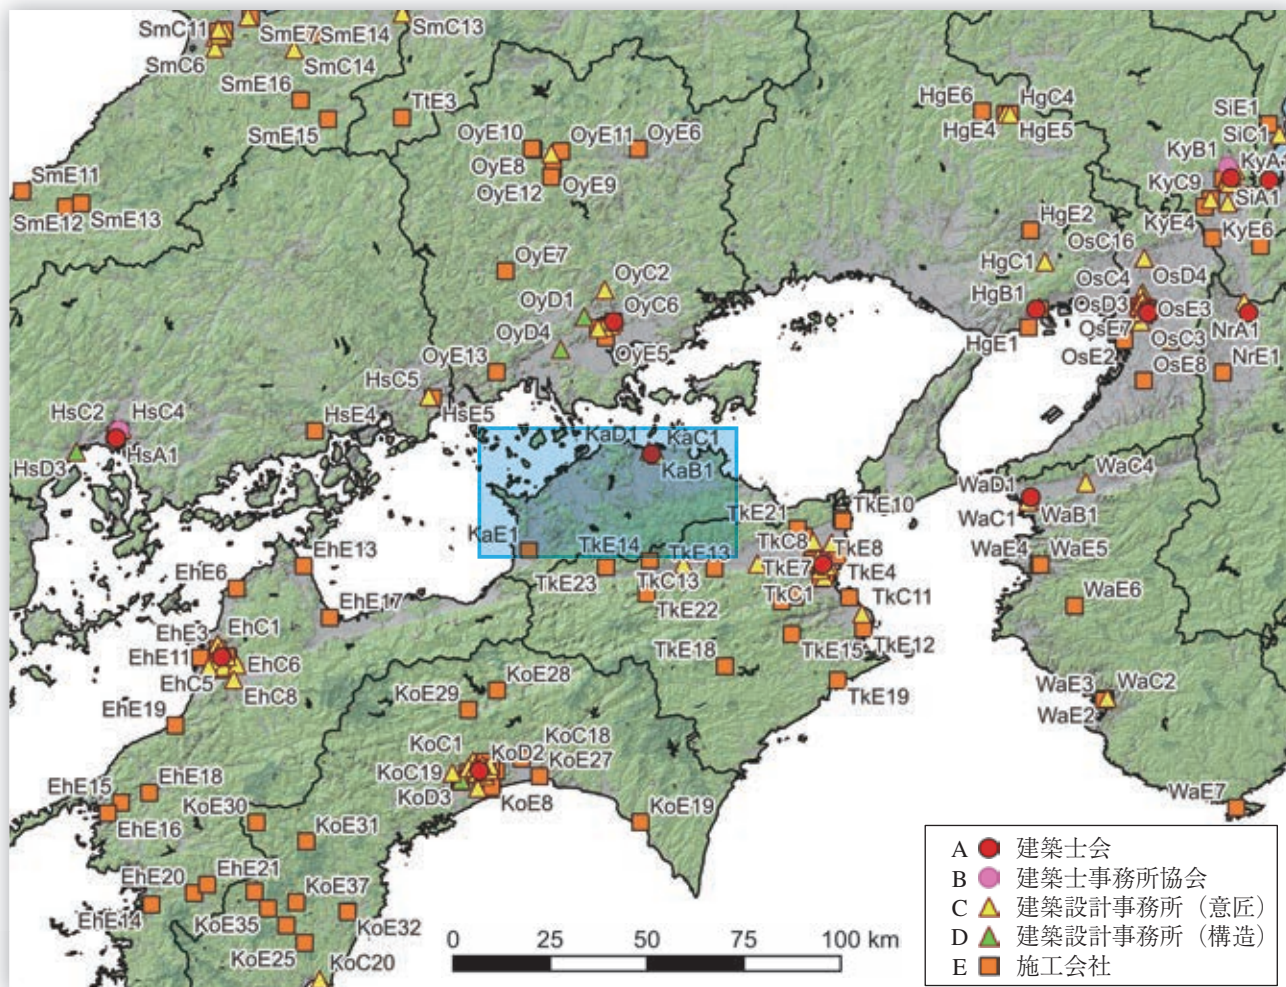 SmC11
SmE7
SmE14
SmC13
SmC6
SmC14
SmE16
TtE3
SmE15
OyE10
OyE11
OyE6
OyE8
OyE12
OyE9
HgE6
HgC4
HgE4
HgE5
SiE1
SiC1
KyB1
KyA1
KyC9
SiA1
KyE4
KyE6
SmE11
SmE12
SmE13
HgE2
OsC16
HgC1
OsC4
OsD4
OyE7
OyC2
OyD1
OyC6
HgB1
OsD3
OsE3
OyD4
OsE7
OsC3
NrA1
HgE1
OsE2
OsE8
NrE1
OyE13
OyE5
HsC5
HsC2
HsC4
HsE4
HsE5
KaD1
KaC1
HsD3
HsA1
KaB1
WaC4
WaD1
WaC1
WaB1
TkE21
TkE10
KaE1
TkE14
TkE13
TkC8
TkE8
WaE4
WaE5
EhE13
TkE7
TkE4
EhE6
TkE23
TkC13
TkC1
TkC11
EhE17
TkE22
WaE6
EhE3
EhC1
EhE11
EhC6
TkE18
TkE15
TkE12
EhC5
EhC8
KoE29
KoE28
TkE19
WaE3
WaC2
EhE19
WaE2
KoC1
KoD2
KoC18
KoC19
KoE27
EhE15
EhE18
KoD3
KoE8
WaE7
EhE16
KoE30
KoE19
KoE31
EhE20
EhE21
KoE37
EhE14
KoE35
KoE32
KoE25
KoC20
0 25 50 75 100 km
A 建築士会
B 建築士事務所協会
C 建築設計事務所（意匠）
D 建築設計事務所（構造）
E 施工会社